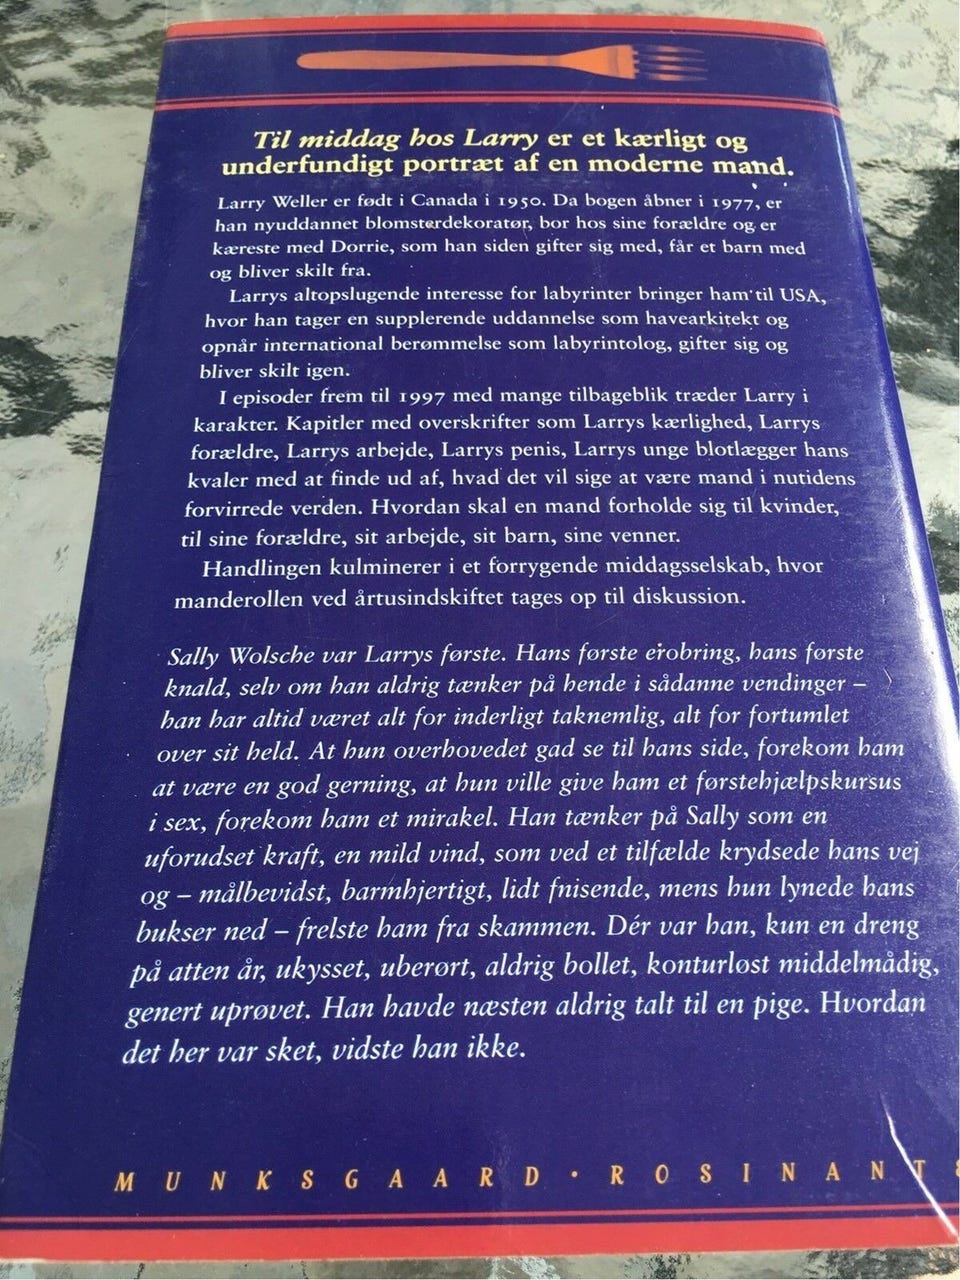 Til middag hos Larry er et kærligt og
underfundigt portræt af en moderne mand.
Larry Weller er født i Canada i 1950. Da bogen åbner i 1977, er
han nyuddannet blomsterdekoratør, bor hos sine forældre og er
kæreste med Dorrie, som han siden gifter sig med, får et barn med
og bliver skilt fra.
Larrys altopslugende interesse for labyrinter bringer ham til USA,
hvor han tager en supplerende uddannelse som havearkitekt og
opnår international berømmelse som labyrintolog, gifter sig og
bliver skilt igen.
I episoder frem til 1997 med mange tilbageblik træder Larry i
karakter. Kapitler med overskrifter som Larrys kærlighed, Larrys
forældre, Larrys arbejde, Larrys penis, Larrys unge blotlægger hans
kvaler med at finde ud af, hvad det vil sige at være mand i nutidens
forvirrede verden. Hvordan skal en mand forholde sig til kvinder,
til sine forældre, sit arbejde, sit barn, sine venner.
Handlingen kulminerer i et forrygende middagsselskab, hvor
manderollen ved årtusindskiftet tages op til diskussion.
Sally Wolsche var Larrys første. Hans første erobring, hans første
knald, selv om han aldrig tænker på hende i sådanne vendinger –
han har altid været alt for inderligt taknemlig, alt for fortumlet
over sit held. At hun overhovedet gad se til hans side, forekom ham
at være en god gerning, at hun ville give ham et førstehjælpskursus
i sex, forekom ham et mirakel. Han tænker på Sally som en
uforudset kraft, en mild vind, som ved et tilfælde krydsede hans vej
og – målbevidst, barmhjertigt, lidt fnisende, mens hun lynede hans
bukser ned – frelste ham fra skammen. Dér var han, kun en dreng
på atten år, ukysset, uberørt, aldrig bollet, konturløst middelmådig,
genert uprøvet. Han havde næsten aldrig talt til en pige. Hvordan
det her var sket, vidste han ikke.
MUNKSGAARD · ROSINANTE